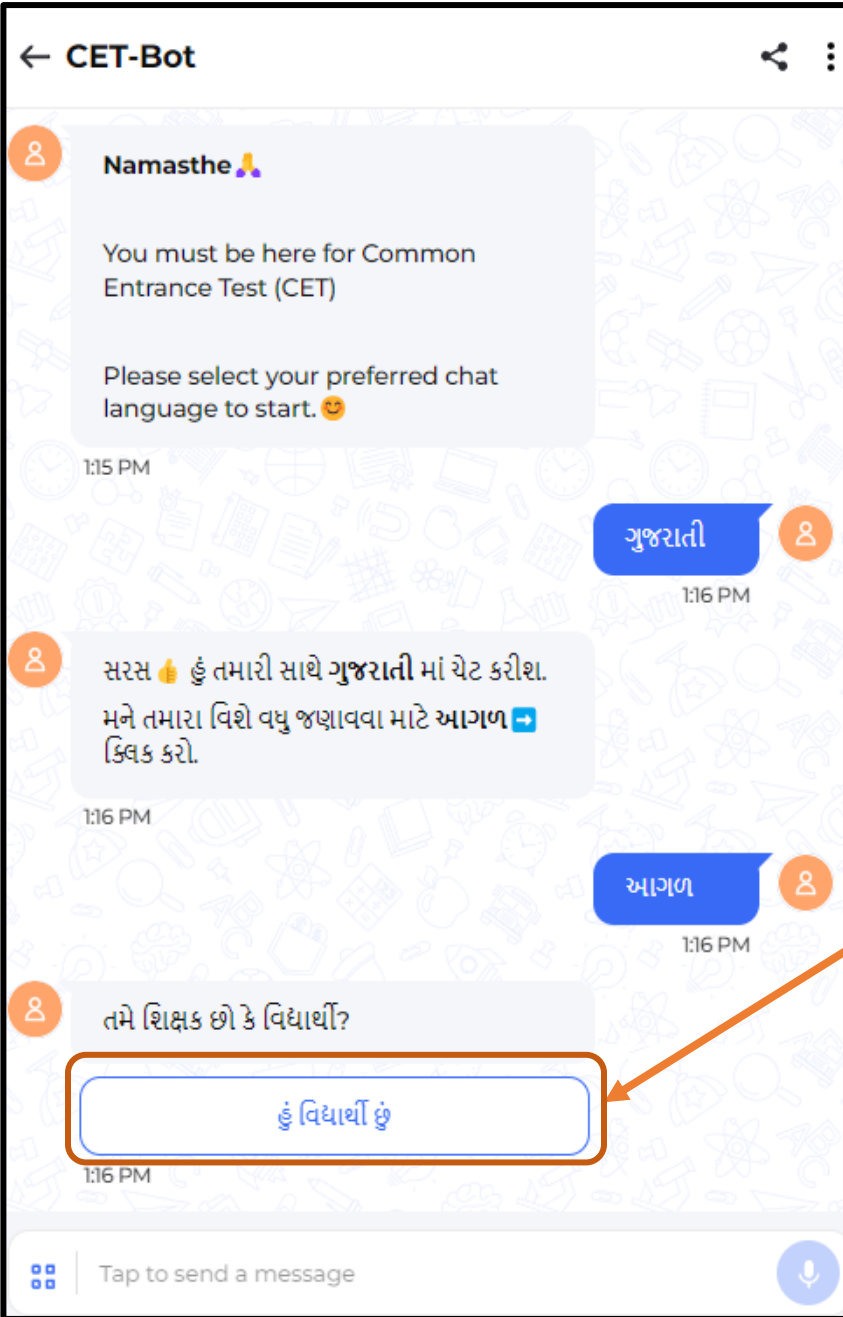 ← CET-Bot
Namasthe🙏
You must be here for Common
Entrance Test (CET)
Please select your preferred chat
language to start.😊
1:15 PM
ગુજરાતી
1:16 PM
સરસ👍 હું તમારી સાથે ગુજરાતી માં ચેટ કરીશ.
મને તમારા વિશે વધુ જણાવવા માટે આગળ➡️
ક્લિક કરો.
1:16 PM
આગળ
1:16 PM
તમે શિક્ષક છો કે વિદ્યાર્થી?
હું વિદ્યાર્થી છું
1:16 PM
Tap to send a message